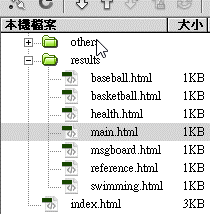 本機檔案 大小
other
results
baseball.html 1KB
basketball.html 1KB
health.html 1KB
main.html 1KB
msgboard.html 1KB
reference.html 1KB
swimming.html 1KB
index.html 3KB